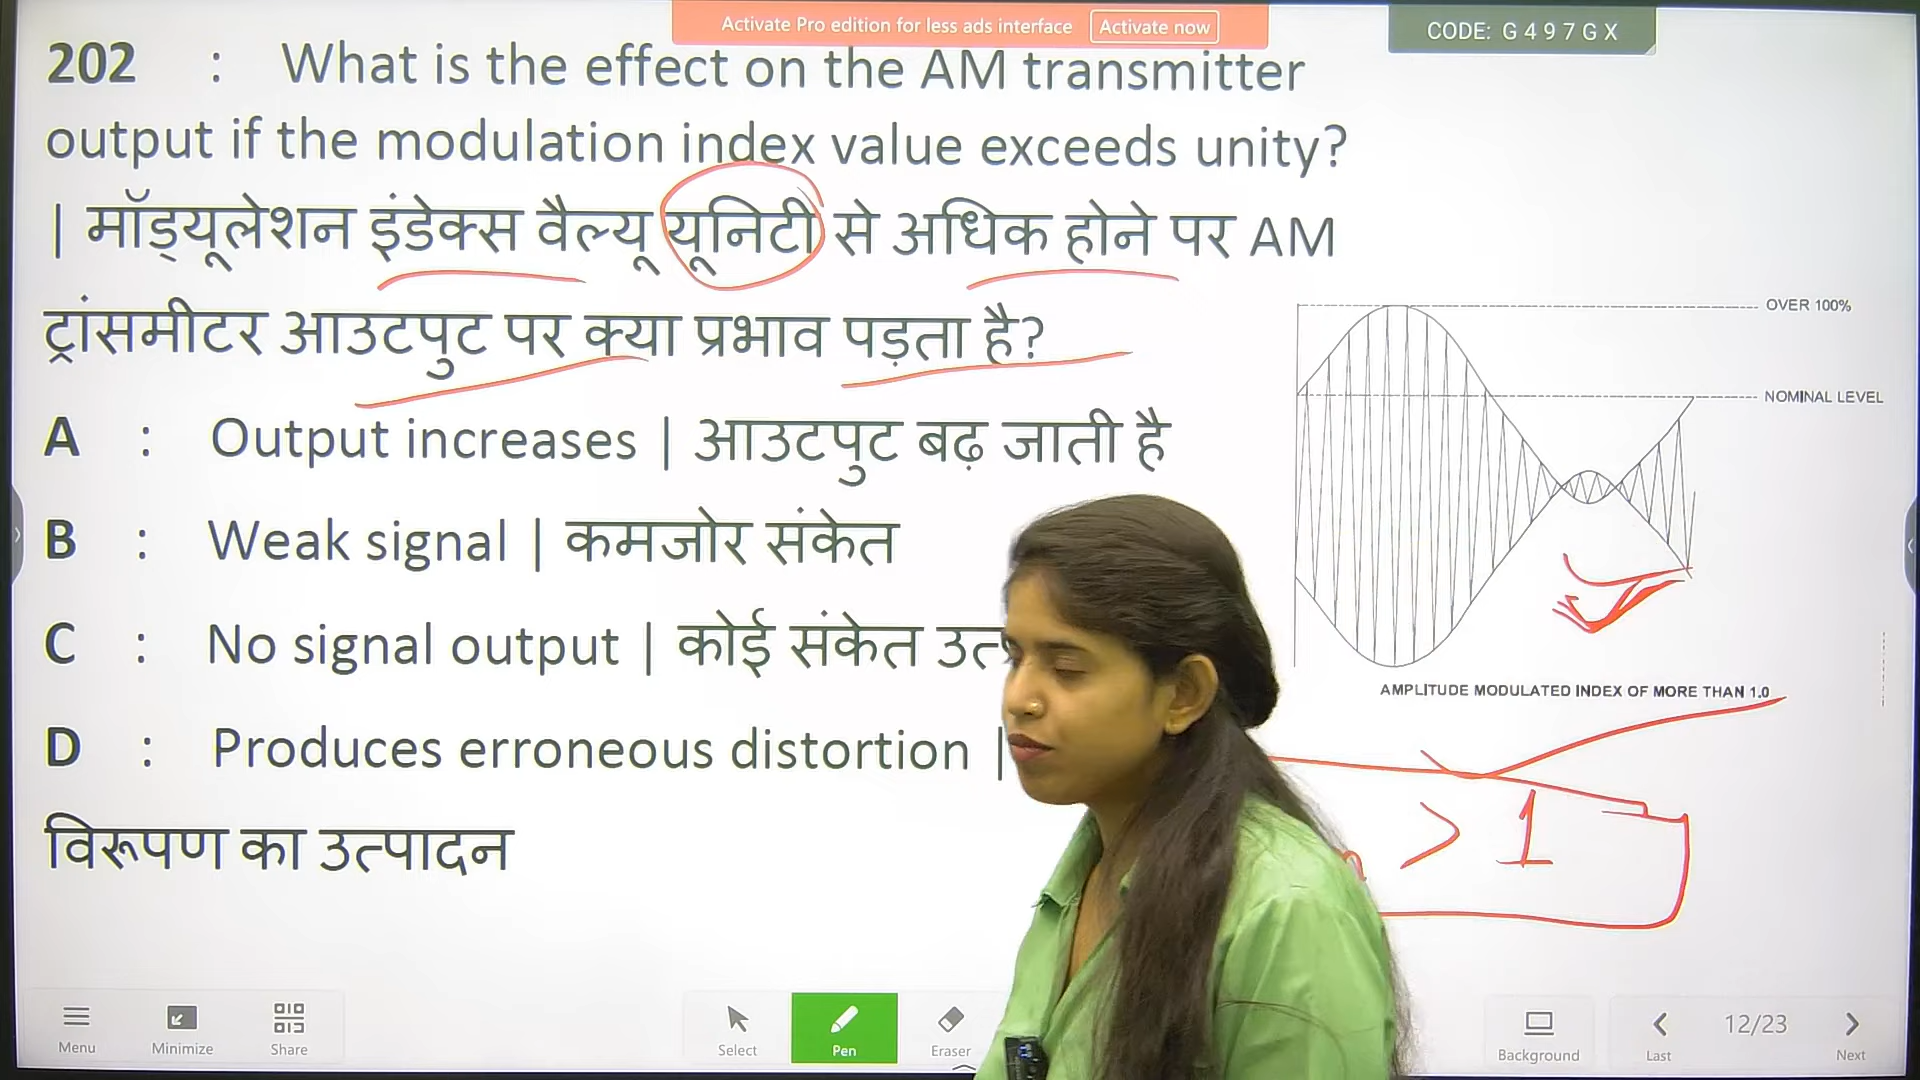 Activate Pro edition for less ads interface Activate now
CODE: G497GX
202 : What is the effect on the AM transmitter
output if the modulation index value exceeds unity?
| मॉड्यूलेशन इंडेक्स वैल्यू यूनिटी से अधिक होने पर AM
ट्रांसमीटर आउटपुट पर क्या प्रभाव पड़ता है?
A : Output increases | आउटपुट बढ़ जाती है
B : Weak signal | कमजोर संकेत
C : No signal output | कोई संकेत
D : Produces erroneous distortion |
विरूपण का उत्पादन
OVER 100%
NOMINAL LEVEL
AMPLITUDE MODULATED INDEX OF MORE THAN 1.0
> 1
Menu Minimize Share Select Pen Eraser Background Last 12/23 Next